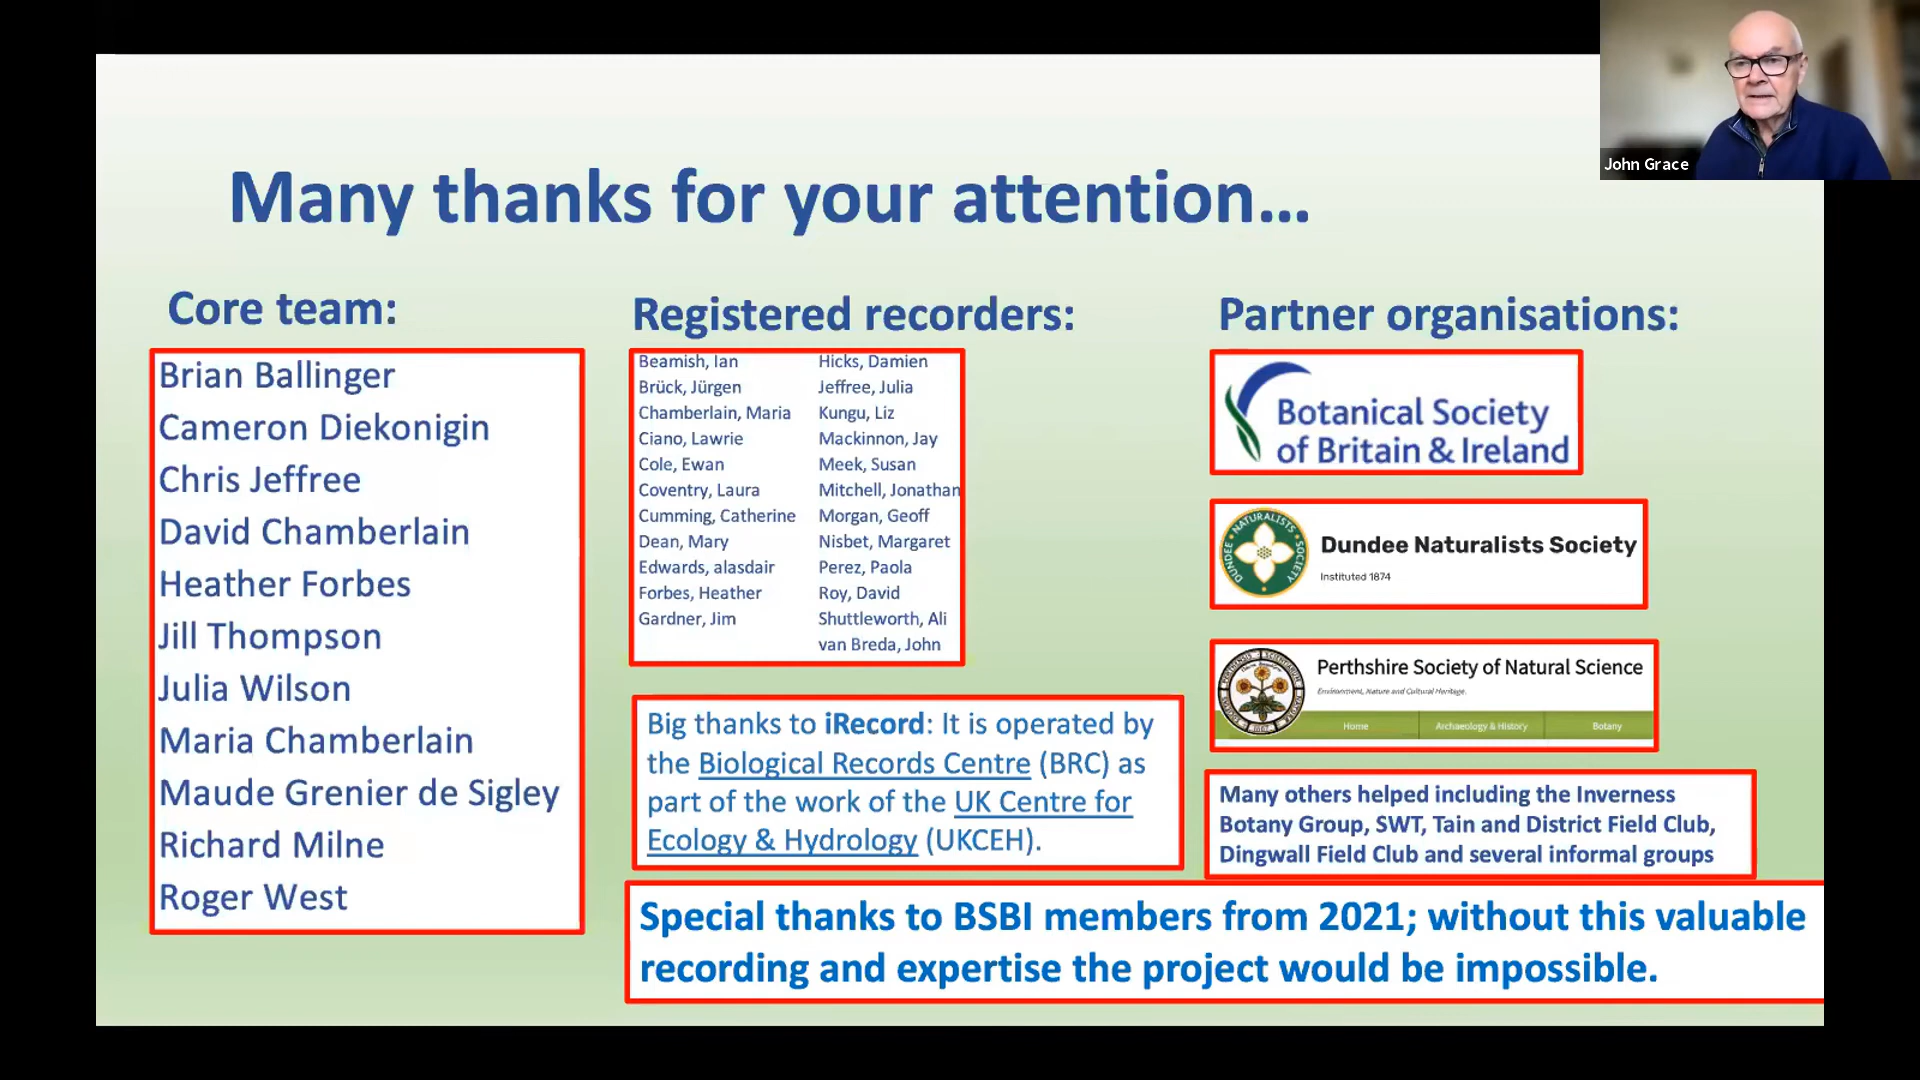 John Grace
Many thanks for your attention...
Core team:
Brian Ballinger
Cameron Diekonigin
Chris Jeffree
David Chamberlain
Heather Forbes
Jill Thompson
Julia Wilson
Maria Chamberlain
Maude Grenier de Sigley
Richard Milne
Roger West
Registered recorders:
Beamish, Ian
Brück, Jürgen
Chamberlain, Maria
Ciano, Lawrie
Cole, Ewan
Coventry, Laura
Cumming, Catherine
Dean, Mary
Edwards, alasdair
Forbes, Heather
Gardner, Jim
Hicks, Damien
Jeffree, Julia
Kungu, Liz
Mackinnon, Jay
Meek, Susan
Mitchell, Jonathan
Morgan, Geoff
Nisbet, Margaret
Perez, Paola
Roy, David
Shuttleworth, Ali
van Breda, John
Big thanks to iRecord: It is operated by
the Biological Records Centre (BRC) as
part of the work of the UK Centre for
Ecology & Hydrology (UKCEH).
Partner organisations:
Botanical Society
of Britain & Ireland
DUNDEE NATURALISTS SOCIETY
Dundee Naturalists Society
Instituted 1874
Perthshire Society of Natural Science
Environment, Nature and Cultural Heritage.
Home Archaeology & History Botany
Many others helped including the Inverness
Botany Group, SWT, Tain and District Field Club,
Dingwall Field Club and several informal groups
Special thanks to BSBI members from 2021; without this valuable
recording and expertise the project would be impossible.